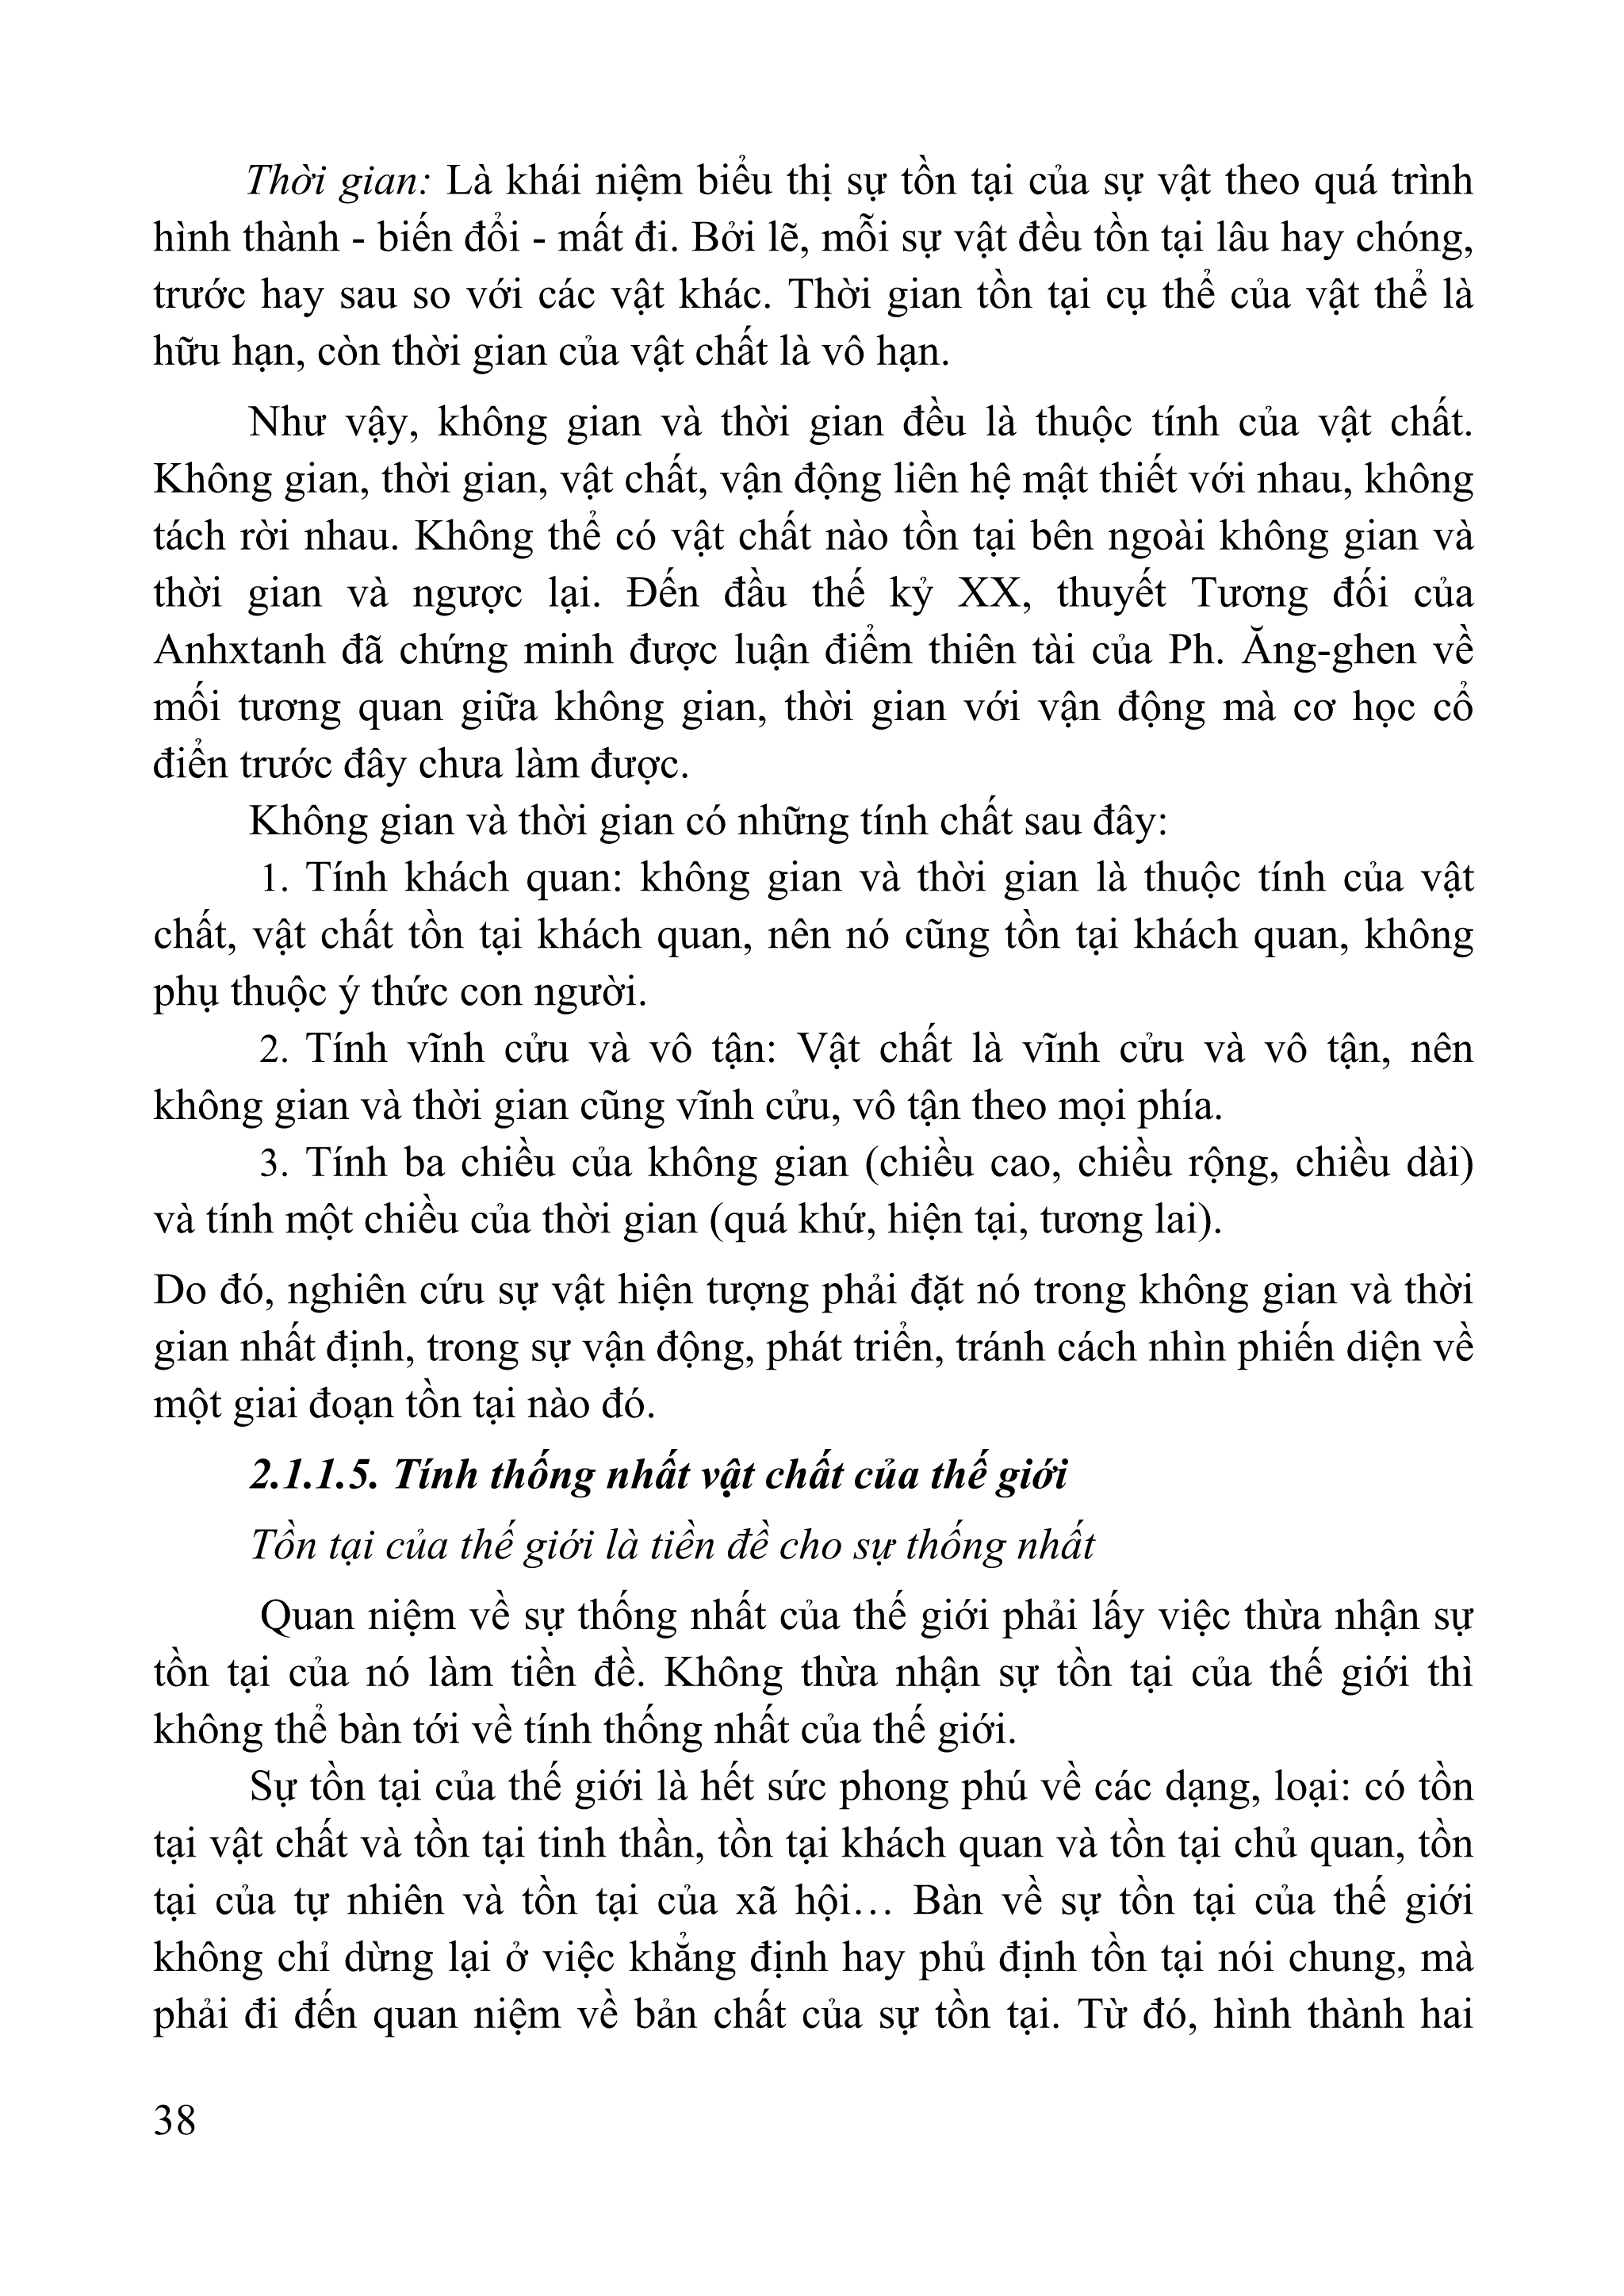 Thời gian: Là khái niệm biểu thị sự tồn tại của sự vật theo quá trình
hình thành - biến đổi - mất đi. Bởi lẽ, mỗi sự vật đều tồn tại lâu hay chóng,
trước hay sau so với các vật khác. Thời gian tồn tại cụ thể của vật thể là
hữu hạn, còn thời gian của vật chất là vô hạn.
Như vậy, không gian và thời gian đều là thuộc tính của vật chất.
Không gian, thời gian, vật chất, vận động liên hệ mật thiết với nhau, không
tách rời nhau. Không thể có vật chất nào tồn tại bên ngoài không gian và
thời gian và ngược lại. Đến đầu thế kỷ XX, thuyết Tương đối của
Anhxtanh đã chứng minh được luận điểm thiên tài của Ph. Ăng-ghen về
mối tương quan giữa không gian, thời gian với vận động mà cơ học cổ
điển trước đây chưa làm được.
Không gian và thời gian có những tính chất sau đây:
1. Tính khách quan: không gian và thời gian là thuộc tính của vật
chất, vật chất tồn tại khách quan, nên nó cũng tồn tại khách quan, không
phụ thuộc ý thức con người.
2. Tính vĩnh cửu và vô tận: Vật chất là vĩnh cửu và vô tận, nên
không gian và thời gian cũng vĩnh cửu, vô tận theo mọi phía.
3. Tính ba chiều của không gian (chiều cao, chiều rộng, chiều dài)
và tính một chiều của thời gian (quá khứ, hiện tại, tương lai).
Do đó, nghiên cứu sự vật hiện tượng phải đặt nó trong không gian và thời
gian nhất định, trong sự vận động, phát triển, tránh cách nhìn phiến diện về
một giai đoạn tồn tại nào đó.
2.1.1.5. Tính thống nhất vật chất của thế giới
Tồn tại của thế giới là tiền đề cho sự thống nhất
Quan niệm về sự thống nhất của thế giới phải lấy việc thừa nhận sự
tồn tại của nó làm tiền đề. Không thừa nhận sự tồn tại của thế giới thì
không thể bàn tới về tính thống nhất của thế giới.
Sự tồn tại của thế giới là hết sức phong phú về các dạng, loại: có tồn
tại vật chất và tồn tại tinh thần, tồn tại khách quan và tồn tại chủ quan, tồn
tại của tự nhiên và tồn tại của xã hội… Bàn về sự tồn tại của thế giới
không chỉ dừng lại ở việc khẳng định hay phủ định tồn tại nói chung, mà
phải đi đến quan niệm về bản chất của sự tồn tại. Từ đó, hình thành hai
38